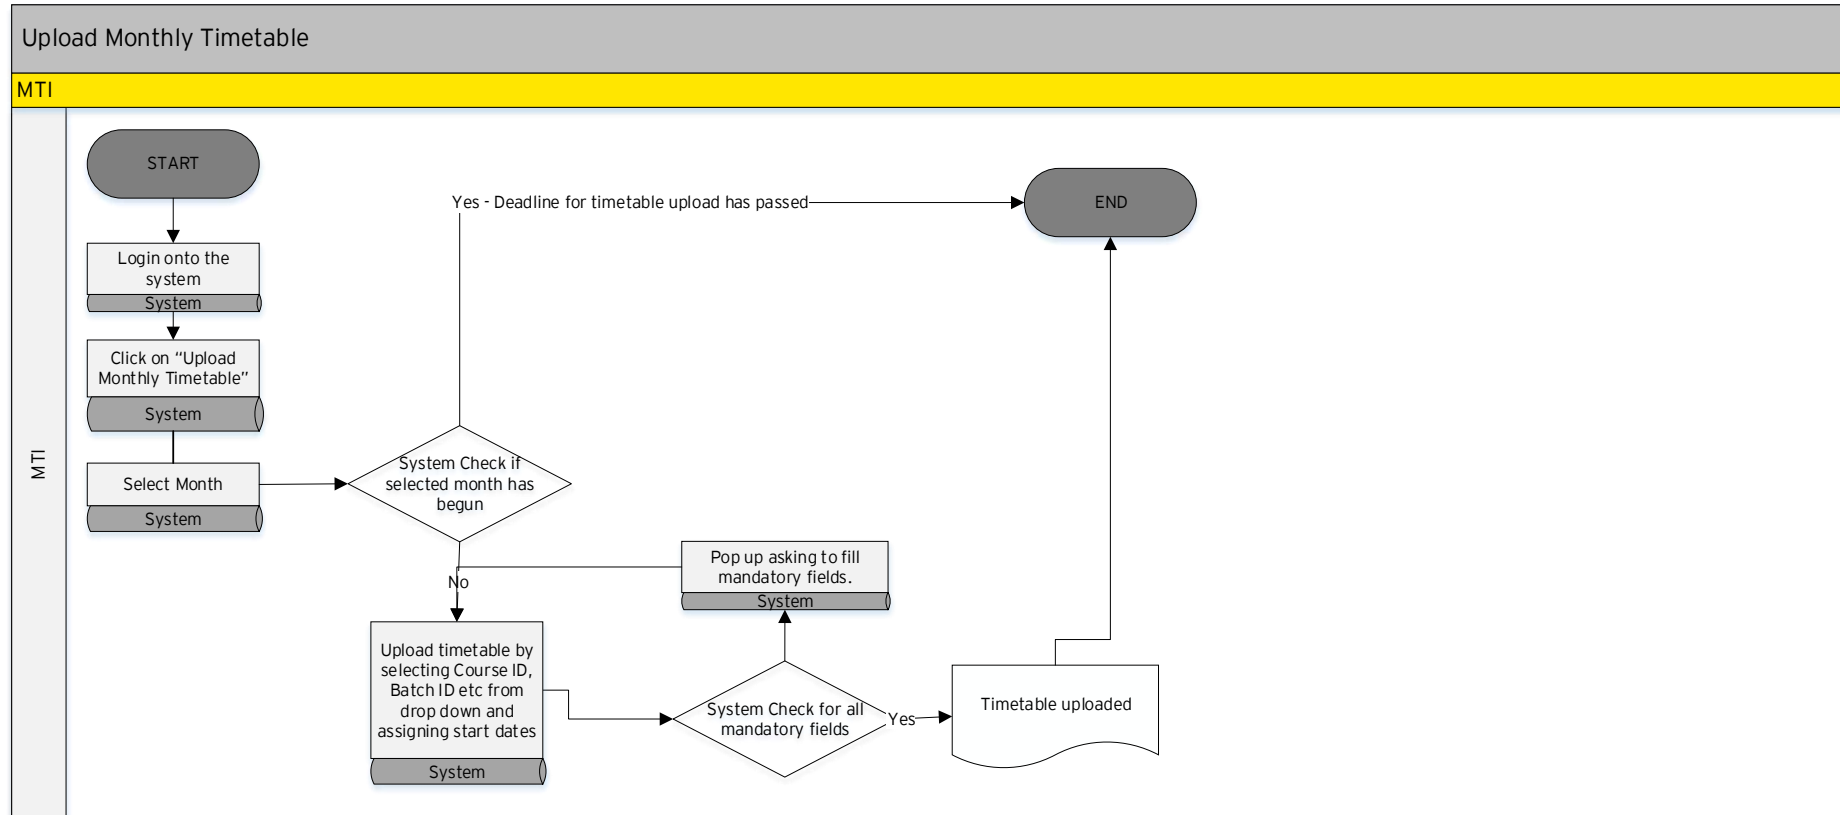 Upload Monthly Timetable
MTI
MTI
START
Login onto the
system
System
Click on “Upload
Monthly Timetable”
System
Select Month
System
System Check if
selected month has
begun
Yes - Deadline for timetable upload has passed
END
No
Upload timetable by
selecting Course ID,
Batch ID etc from
drop down and
assigning start dates
System
Pop up asking to fill
mandatory fields.
System
System Check for all
mandatory fields
Yes
Timetable uploaded